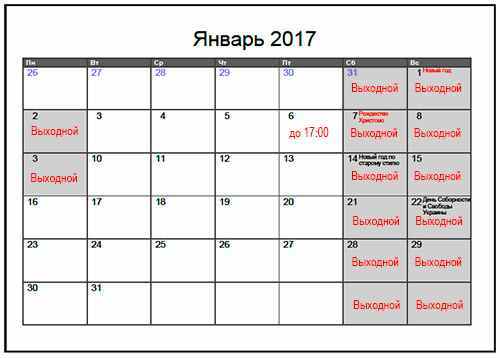 Январь 2017
Пн Вт Ср Чт Пт Сб Вс
26 27 28 29 30 31 1 Новый год
Выходной Выходной
2 3 4 5 6 7 Рождество Христово 8
Выходной до 17:00 Выходной Выходной
3 10 11 12 13 14 Новый год по старому стилю 15
Выходной Выходной Выходной
16 17 18 19 20 21 22 День Соборности и Свободы Украины
Выходной Выходной
23 24 25 26 27 28 29
Выходной Выходной
30 31
Выходной Выходной